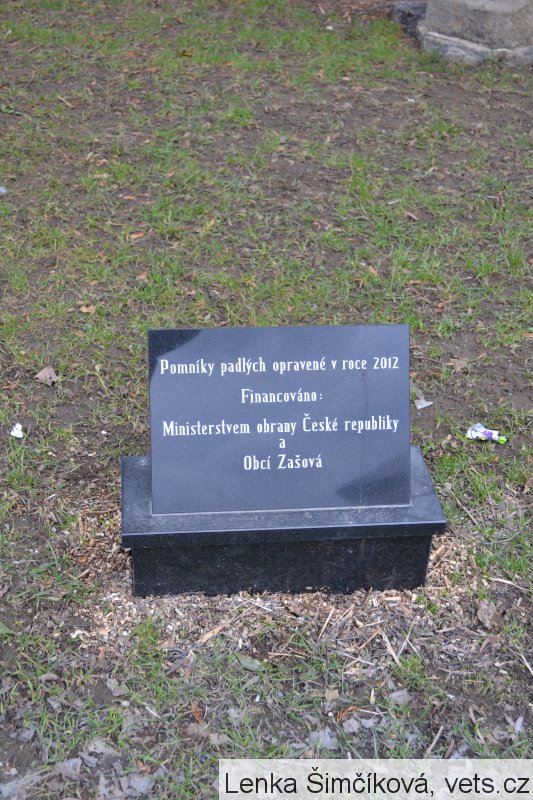 Pomníky padlých opravené v roce 2012
Financováno:
Ministerstvem obrany České republiky
a
Obcí Zašová
Lenka Šimčíková, vets.cz